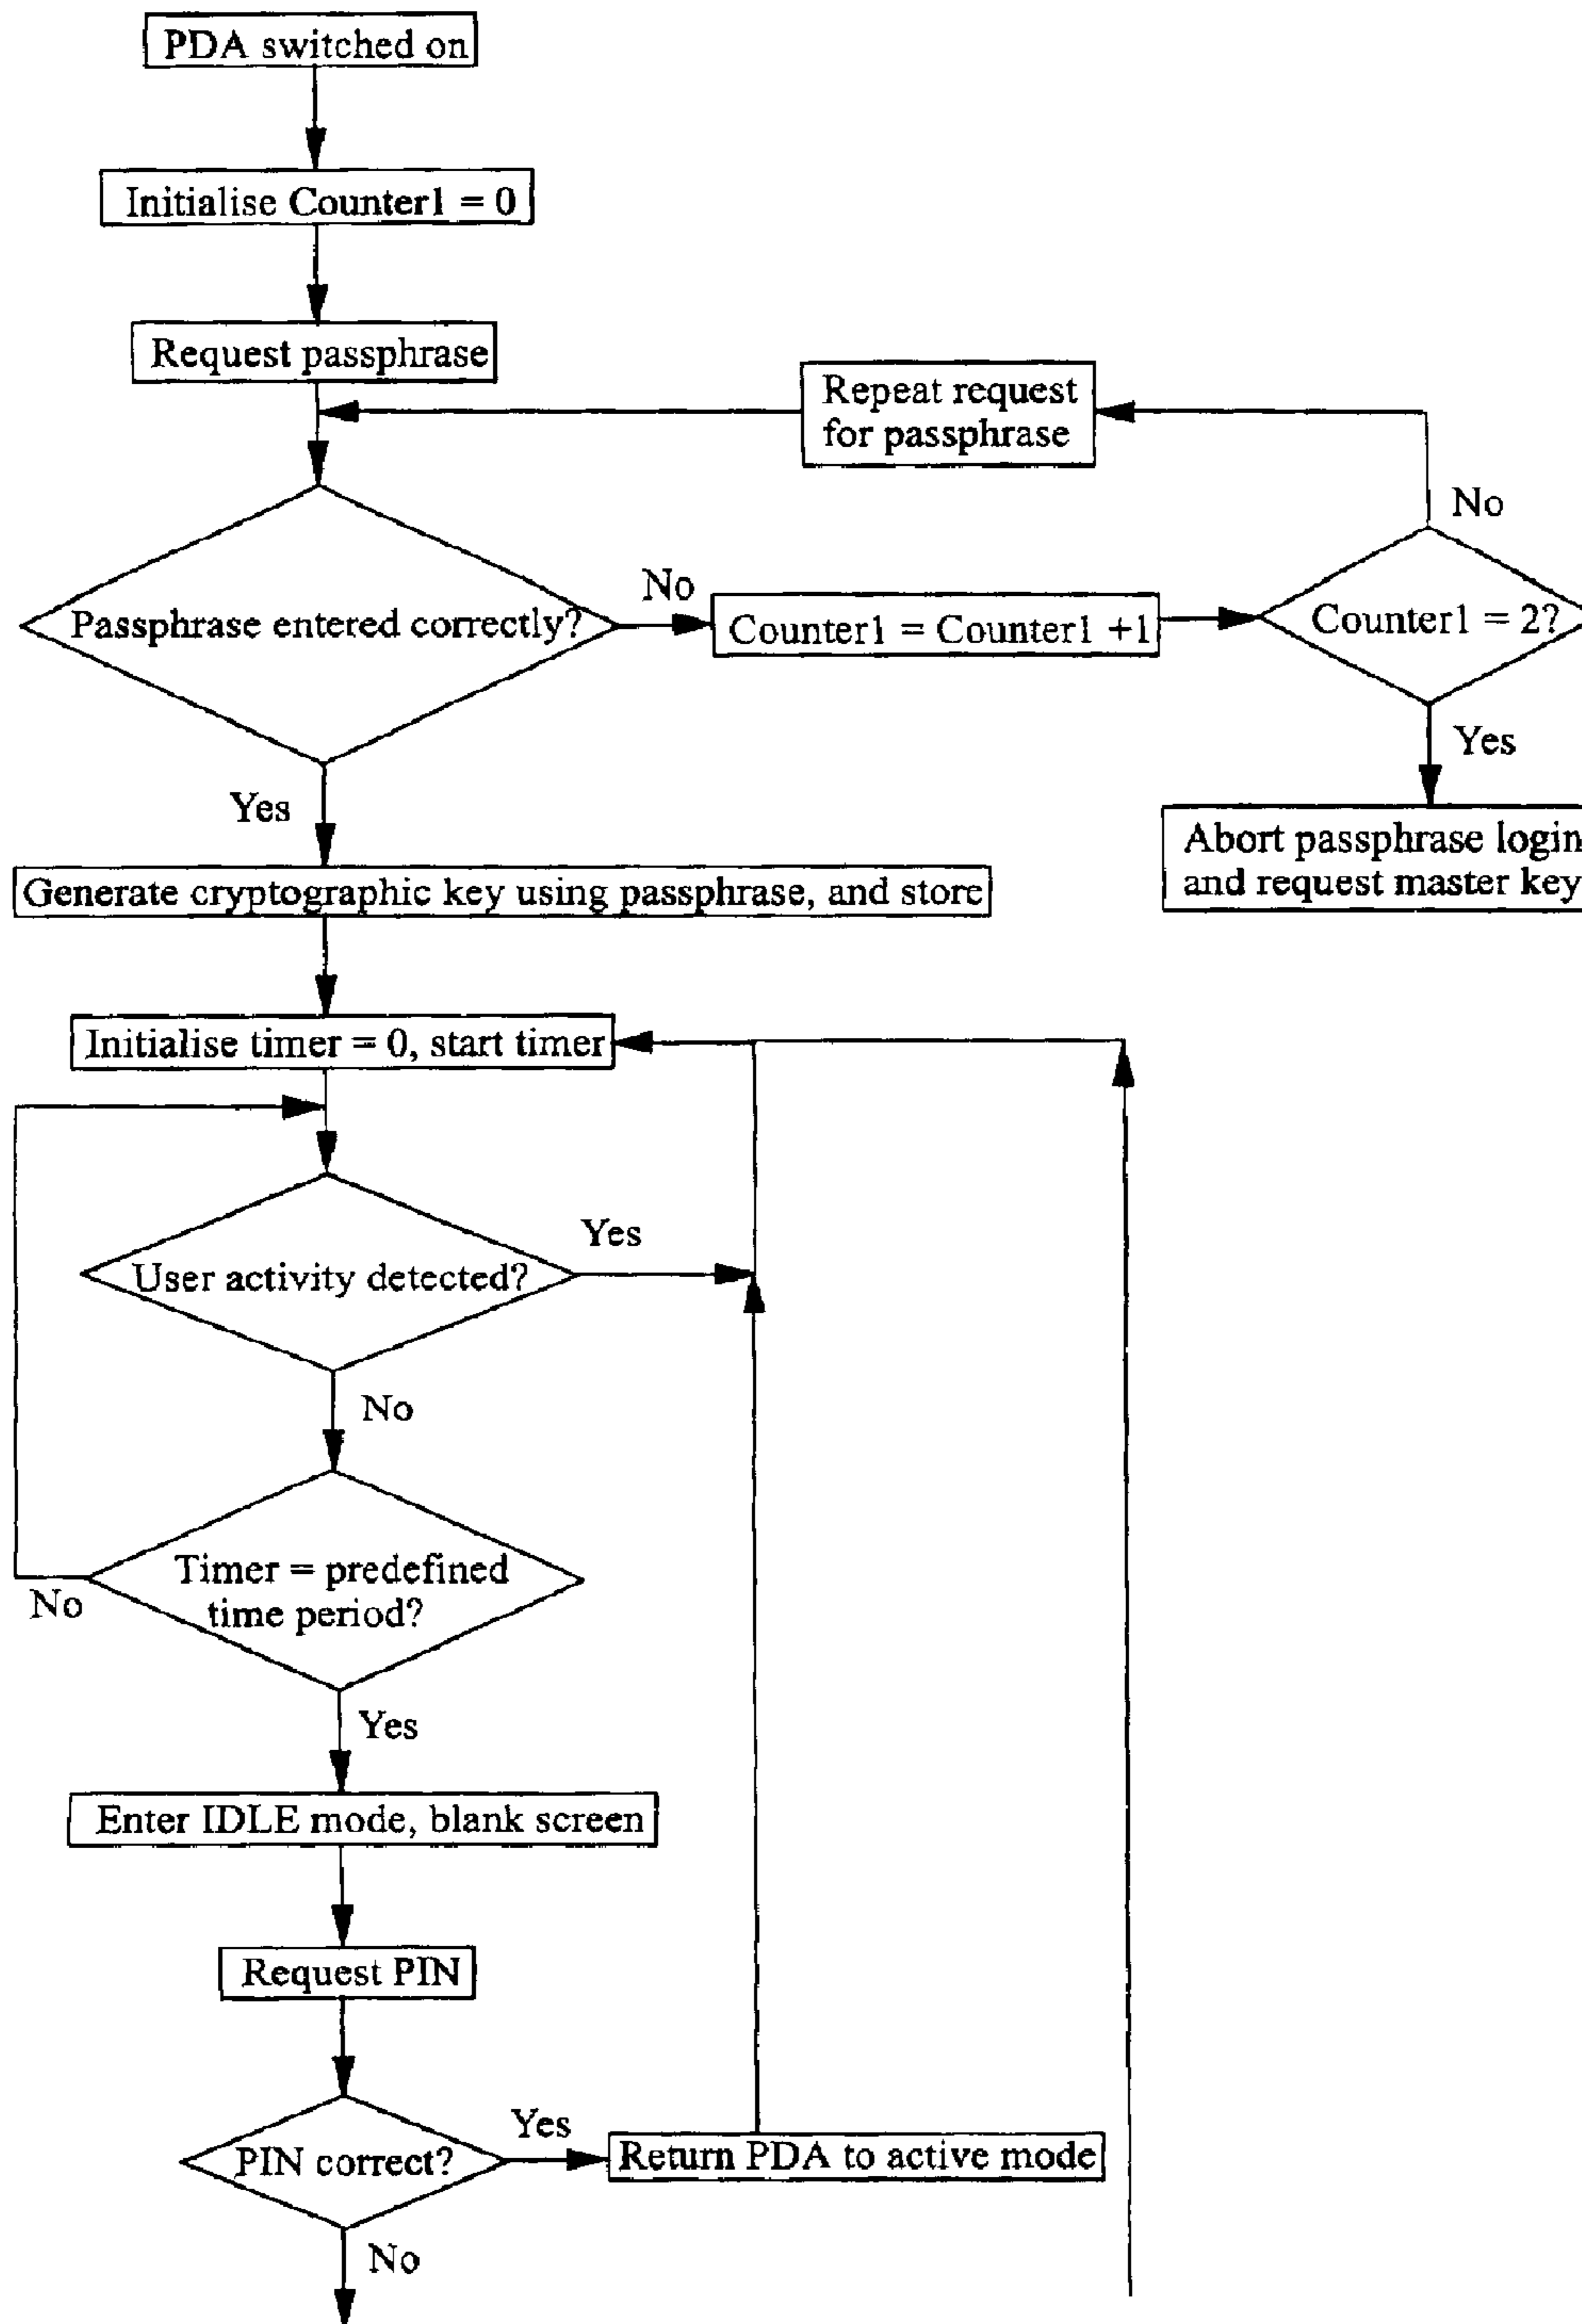 PDA switched on
Initialise Counter1 = 0
Request passphrase
Repeat request
for passphrase
No
Passphrase entered correctly?
No
Counter1 = Counter1 +1
Counter1 = 2?
Yes
Yes
Abort passphrase login
and request master key
Generate cryptographic key using passphrase, and store
Initialise timer = 0, start timer
Yes
User activity detected?
No
Timer = predefined
time period?
No
Yes
Enter IDLE mode, blank screen
Request PIN
Yes
PIN correct?
Return PDA to active mode
No